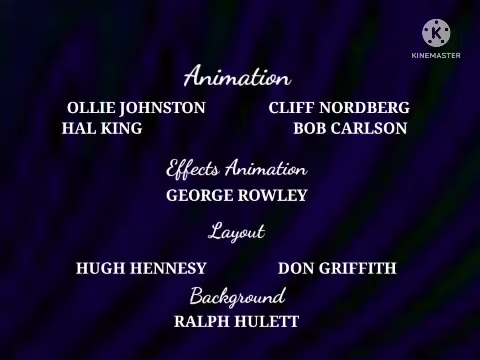 KINEMASTER
Animation
OLLIE JOHNSTON CLIFF NORDBERG
HAL KING BOB CARLSON
Effects Animation
GEORGE ROWLEY
Layout
HUGH HENNESY DON GRIFFITH
Background
RALPH HULETT